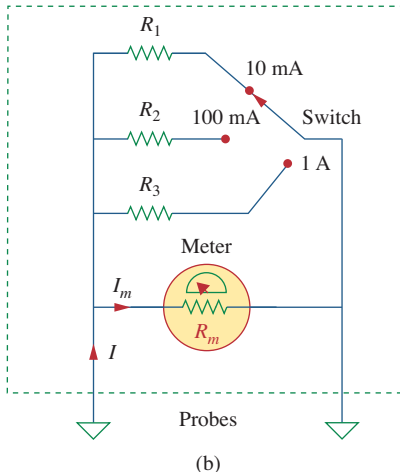 R1
10 mA
Switch
R2
100 mA
1 A
R3
Meter
Im
Rm
I
Probes
(b)